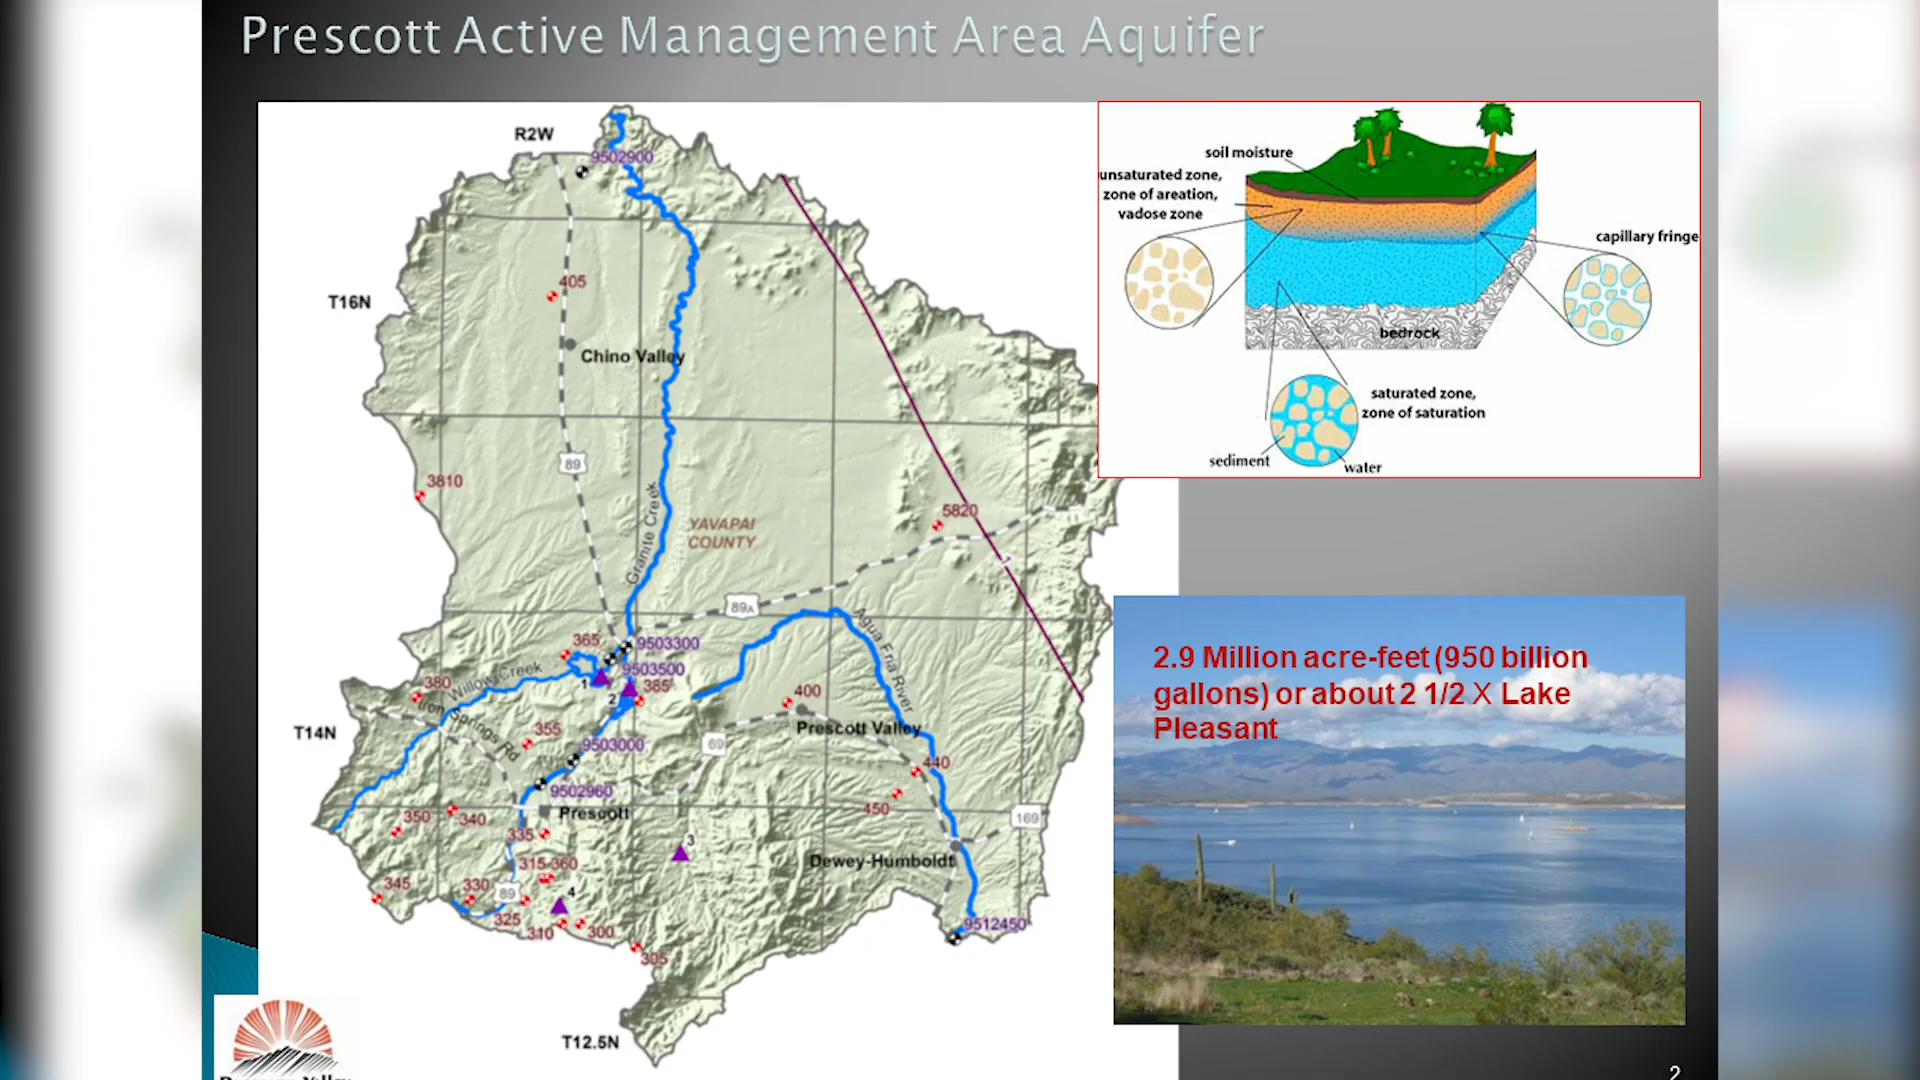 Prescott Active Management Area Aquifer
R2W
9502900
405
T16N
Chino Valley
3810
89
Granite Creek
YAVAPAI
COUNTY
5820
89A
Agua Fria River
365
9503300
9503500
380
Willow Creek
1
2
385
400
Iron Springs Rd
T14N
355
9503000
69
Prescott Valley
440
9502960
450
350
340
Prescott
169
335
3
Dewey-Humboldt
315-360
345
330
89
4
325
310
300
9512450
305
T12.5N
soil moisture
unsaturated zone,
zone of areation,
vadose zone
capillary fringe
bedrock
saturated zone,
zone of saturation
sediment
water
2.9 Million acre-feet (950 billion
gallons) or about 2 1/2 X Lake
Pleasant
2